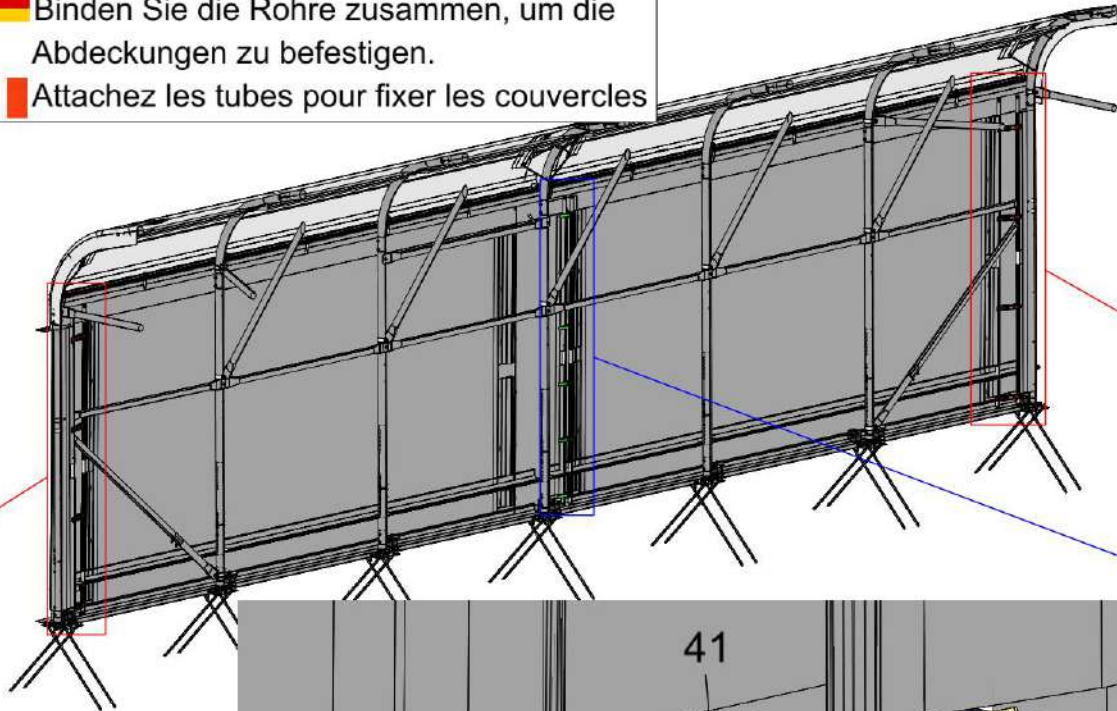 Binden Sie die Rohre zusammen, um die
Abdeckungen zu befestigen.
Attachez les tubes pour fixer les couvercles
41